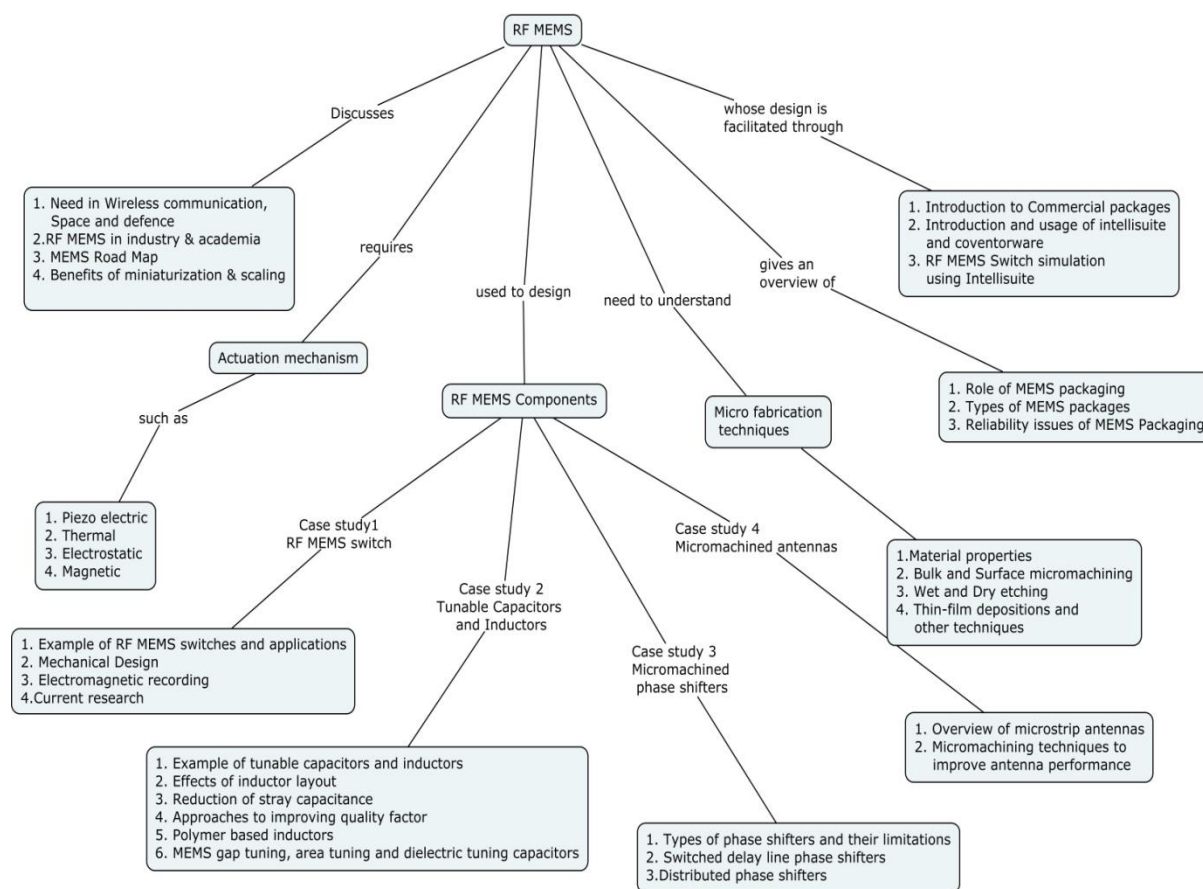 RF MEMS
Discusses
whose design is
facilitated through
1. Need in Wireless communication,
Space and defence
2.RF MEMS in industry & academia
3. MEMS Road Map
4. Benefits of miniaturization & scaling
1. Introduction to Commercial packages
2. Introduction and usage of intellisuite
and coventorware
3. RF MEMS Switch simulation
using Intellisuite
requires
gives an
overview of
used to design
need to understand
Actuation mechanism
1. Role of MEMS packaging
2. Types of MEMS packages
3. Reliability issues of MEMS Packaging
RF MEMS Components
Micro fabrication
techniques
such as
1. Piezo electric
2. Thermal
3. Electrostatic
4. Magnetic
Case study1
RF MEMS switch
Case study 4
Micromachined antennas
1.Material properties
2. Bulk and Surface micromachining
3. Wet and Dry etching
4. Thin-film depositions and
other techniques
Case study 2
Tunable Capacitors
and Inductors
1. Example of RF MEMS switches and applications
2. Mechanical Design
3. Electromagnetic recording
4.Current research
Case study 3
Micromachined
phase shifters
1. Overview of microstrip antennas
2. Micromachining techniques to
improve antenna performance
1. Example of tunable capacitors and inductors
2. Effects of inductor layout
3. Reduction of stray capacitance
4. Approaches to improving quality factor
5. Polymer based inductors
6. MEMS gap tuning, area tuning and dielectric tuning capacitors
1. Types of phase shifters and their limitations
2. Switched delay line phase shifters
3.Distributed phase shifters